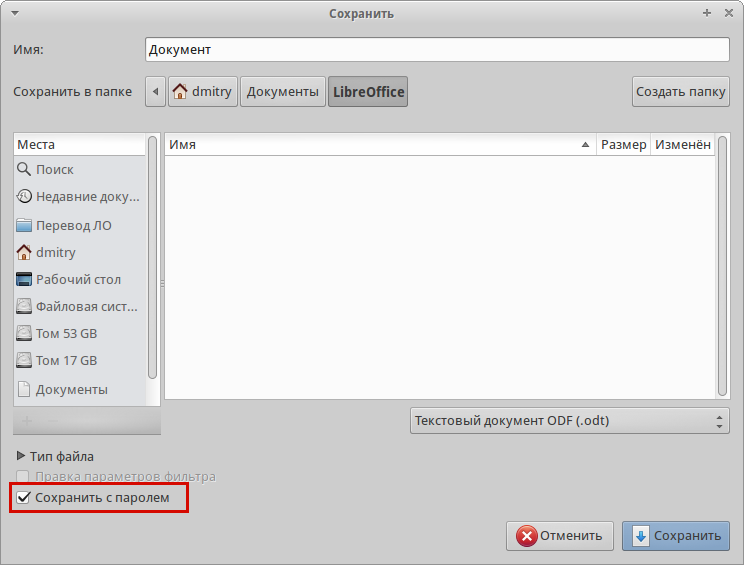 Сохранить
Имя: Документ
Сохранить в папке dmitry Документы LibreOffice Создать папку
Места Имя Размер Изменён
Поиск
Недавние доку...
Перевод ЛО
dmitry
Рабочий стол
Файловая сист...
Том 53 GB
Том 17 GB
Документы
Текстовый документ ODF (.odt)
Тип файла
Правка параметров фильтра
Сохранить с паролем
Отменить Сохранить